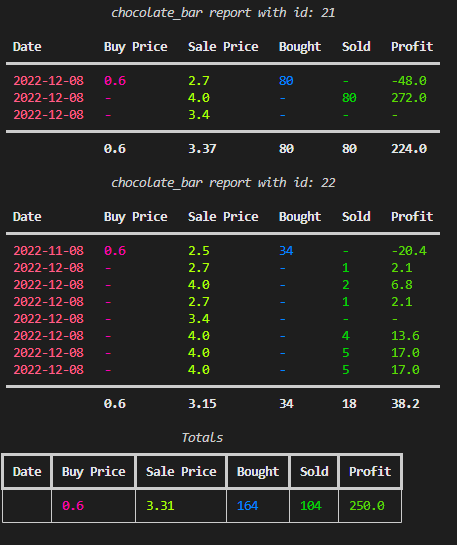 chocolate_bar report with id: 21
Date Buy Price Sale Price Bought Sold Profit
2022-12-08 0.6 2.7 80 - -48.0
2022-12-08 - 4.0 - 80 272.0
2022-12-08 - 3.4 - - -
0.6 3.37 80 80 224.0
chocolate_bar report with id: 22
Date Buy Price Sale Price Bought Sold Profit
2022-11-08 0.6 2.5 34 - -20.4
2022-12-08 - 2.7 - 1 2.1
2022-12-08 - 4.0 - 2 6.8
2022-12-08 - 2.7 - 1 2.1
2022-12-08 - 3.4 - - -
2022-12-08 - 4.0 - 4 13.6
2022-12-08 - 4.0 - 5 17.0
2022-12-08 - 4.0 - 5 17.0
0.6 3.15 34 18 38.2
Totals
Date Buy Price Sale Price Bought Sold Profit
0.6 3.31 164 104 250.0